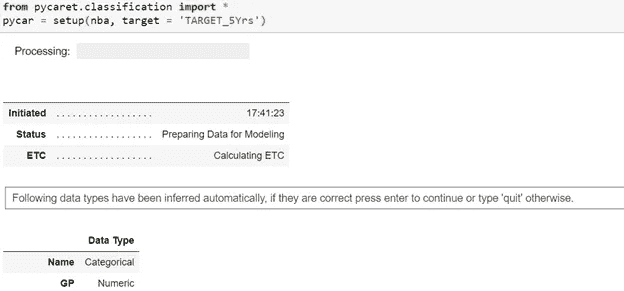 from pycaret.classification import *
pycar = setup(nba, target = 'TARGET_5Yrs')
Processing:
Initiated . . . . . . . . . . . . . . . . . . 17:41:23
Status . . . . . . . . . . . . . . . . . . Preparing Data for Modeling
ETC . . . . . . . . . . . . . . . . . . Calculating ETC
Following data types have been inferred automatically, if they are correct press enter to continue or type 'quit' otherwise.
Data Type
Name Categorical
GP Numeric